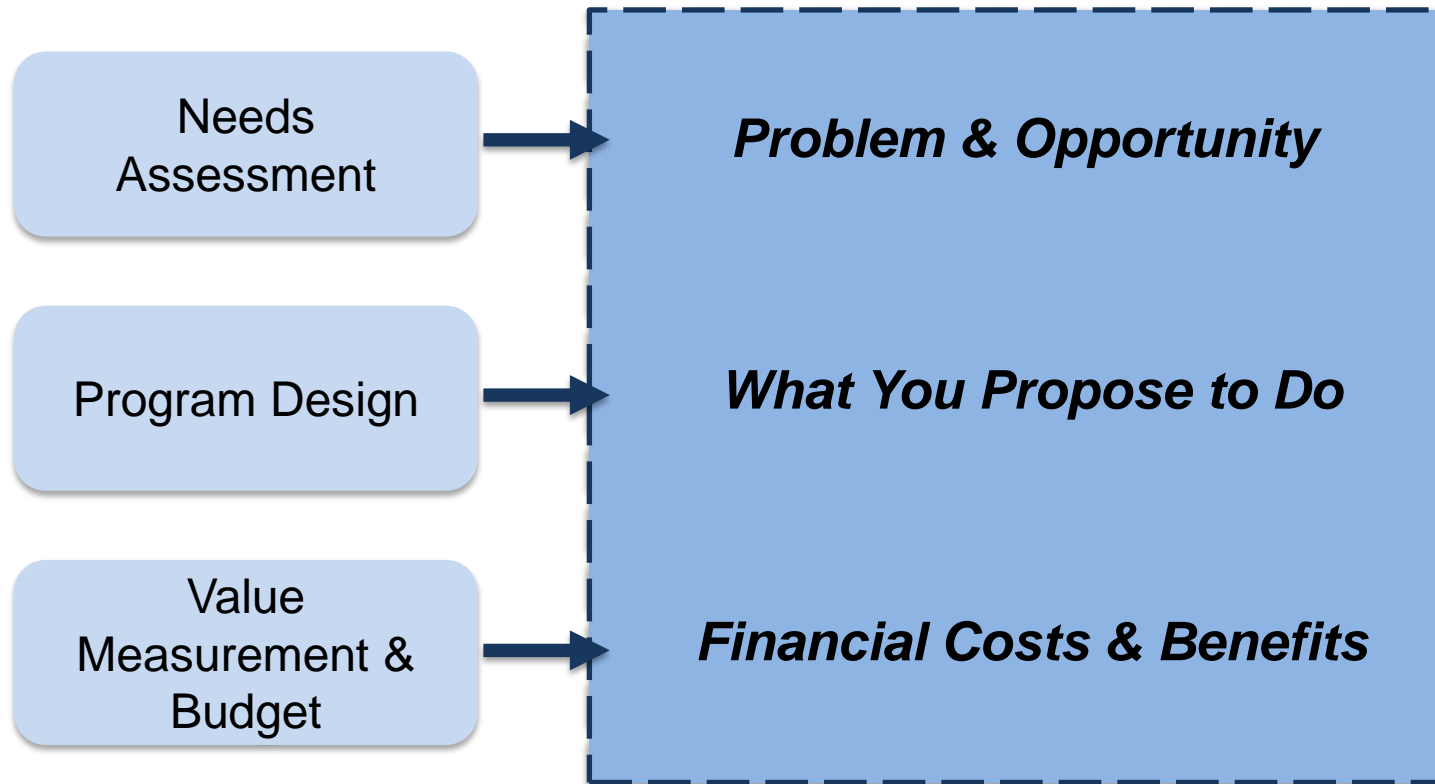 Needs
Assessment
Problem & Opportunity
Program Design
What You Propose to Do
Value
Measurement &
Budget
Financial Costs & Benefits